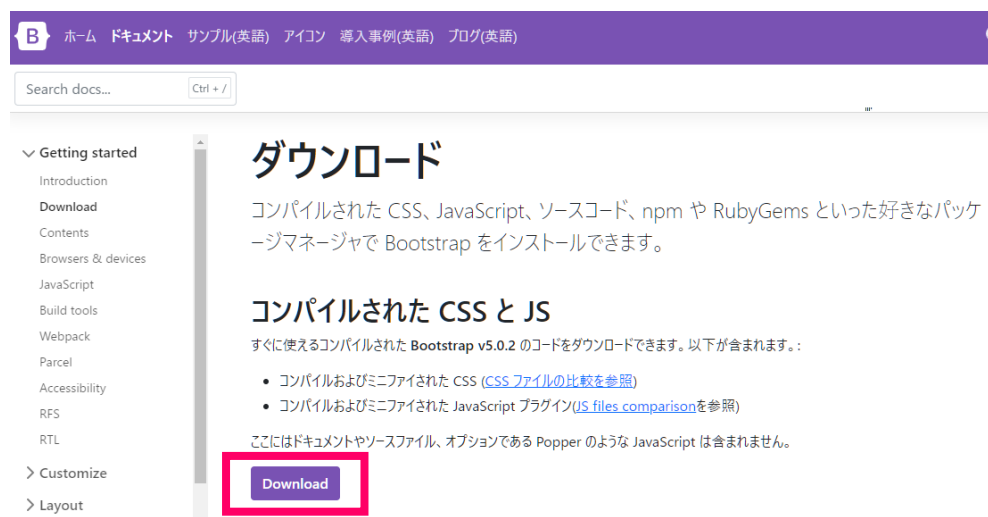 B ホーム ドキュメント サンプル(英語) アイコン 導入事例(英語) ブログ(英語)
Search docs... Ctrl + /
Getting started
Introduction
Download
Contents
Browsers & devices
JavaScript
Build tools
Webpack
Parcel
Accessibility
RFS
RTL
Customize
Layout
ダウンロード
コンパイルされた CSS、JavaScript、ソースコード、npm や RubyGems といった好きなパッケ
ージマネージャで Bootstrap をインストールできます。
コンパイルされた CSS と JS
すぐに使えるコンパイルされた Bootstrap v5.0.2 のコードをダウンロードできます。以下が含まれます。:
コンパイルおよびミニファイされた CSS (CSS ファイルの比較を参照)
コンパイルおよびミニファイされた JavaScript プラグイン(JS files comparisonを参照)
ここにはドキュメントやソースファイル、オプションである Popper のような JavaScript は含まれません。
Download